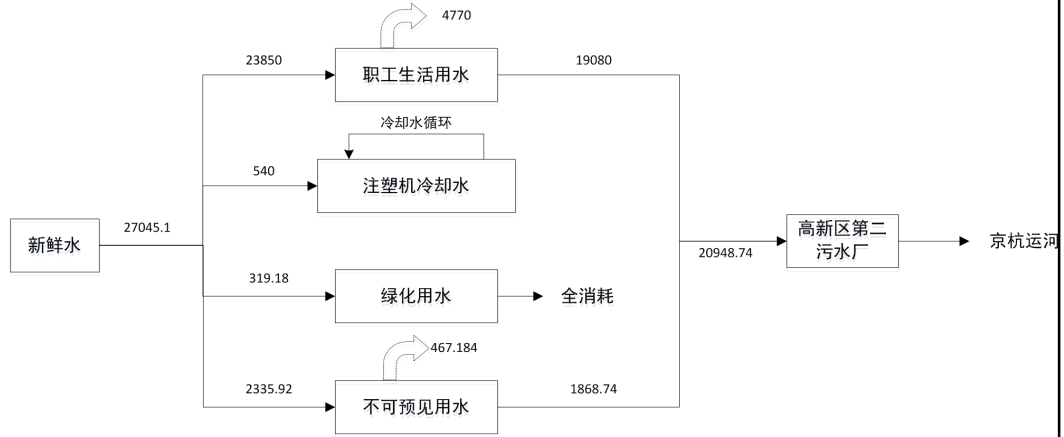 4770
23850
职工生活用水
19080
冷却水循环
540
注塑机冷却水
新鲜水
27045.1
高新区第二
污水厂
京杭运河
20948.74
319.18
绿化用水
全消耗
467.184
2335.92
不可预见用水
1868.74